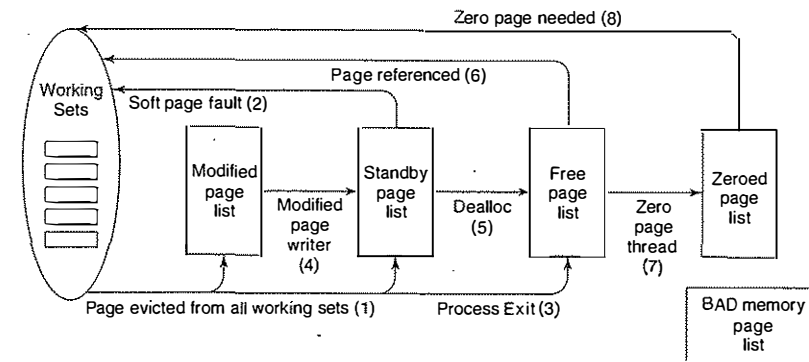 Zero page needed (8)
Page referenced (6)
Soft page fault (2)
Working
Sets
Modified
page
list
Modified
page
writer
(4)
Standby
page
list
Dealloc
(5)
Free
page
list
Zero
page
thread
(7)
Zeroed
page
list
Page evicted from all working sets (1)
Process Exit (3)
BAD memory
page
list